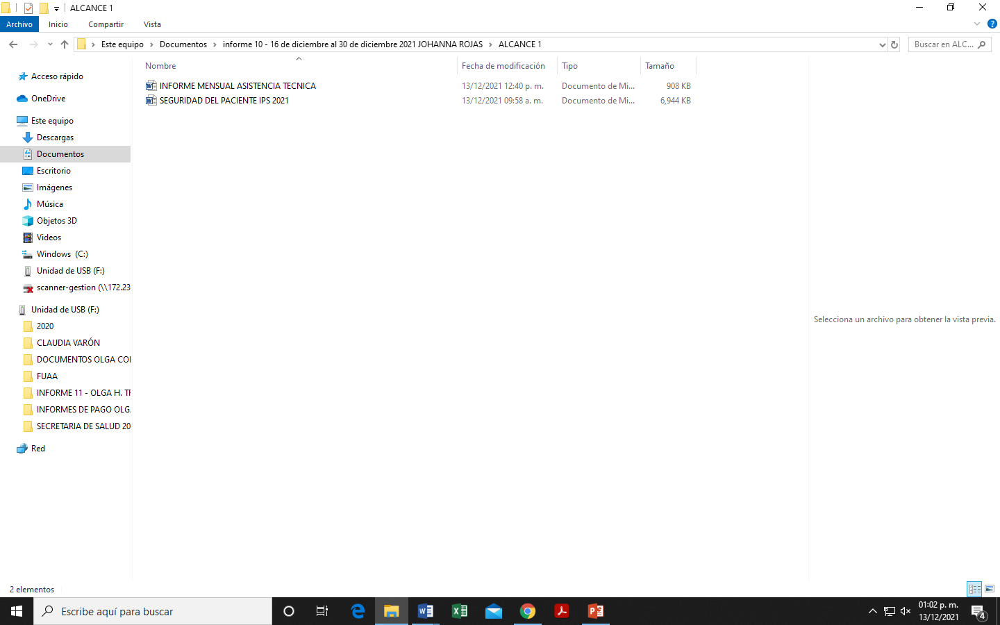 ALCANCE 1
Archivo Inicio Compartir Vista
Este equipo Documentos informe 10 - 16 de diciembre al 30 de diciembre 2021 JOHANNA ROJAS ALCANCE 1
Buscar en ALC...
Nombre Fecha de modificación Tipo Tamaño
INFORME MENSUAL ASISTENCIA TECNICA 13/12/2021 12:40 p. m. Documento de Mi... 908 KB
SEGURIDAD DEL PACIENTE IPS 2021 13/12/2021 09:58 a. m. Documento de Mi... 6,944 KB
Acceso rápido
OneDrive
Este equipo
Descargas
Documentos
Escritorio
Imágenes
Música
Objetos 3D
Videos
Windows (C:)
Unidad de USB (F:)
scanner-gestion (\\172.23
Unidad de USB (F:)
2020
CLAUDIA VARÓN
DOCUMENTOS OLGA CO
FUAA
INFORME 11 - OLGA H. TR
INFORMES DE PAGO OLG
SECRETARIA DE SALUD 20
Red
Selecciona un archivo para obtener la vista previa.
2 elementos
Escribe aquí para buscar
01:02 p. m.
13/12/2021
4